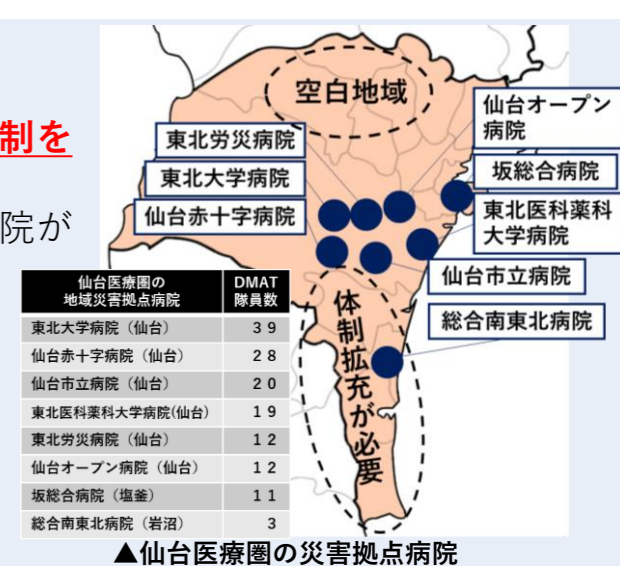 制を
院が
空白地域
仙台オープン
病院
東北労災病院
坂総合病院
東北大学病院
東北医科薬科
大学病院
仙台赤十字病院
仙台市立病院
総合南東北病院
体制拡充が必要
仙台医療圏の
地域災害拠点病院
DMAT
隊員数
東北大学病院（仙台） 39
仙台赤十字病院（仙台） 28
仙台市立病院（仙台） 20
東北医科薬科大学病院(仙台) 19
東北労災病院（仙台） 12
仙台オープン病院（仙台） 12
坂総合病院（塩釜） 11
総合南東北病院（岩沼） 3
▲仙台医療圏の災害拠点病院